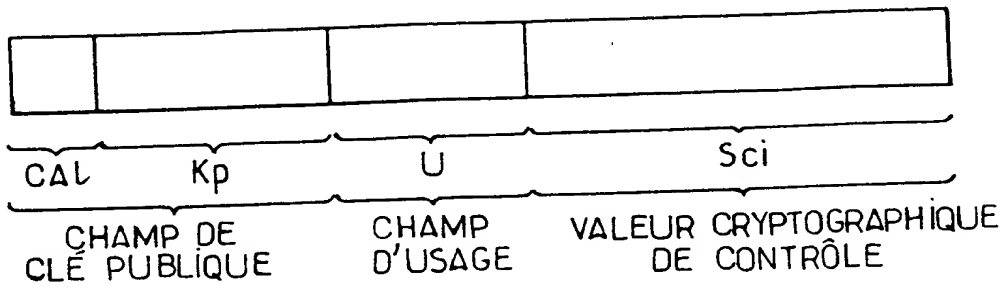 CAL Kp U Sci
CHAMP DE CLÉ PUBLIQUE
CHAMP D'USAGE
VALEUR CRYPTOGRAPHIQUE DE CONTRÔLE